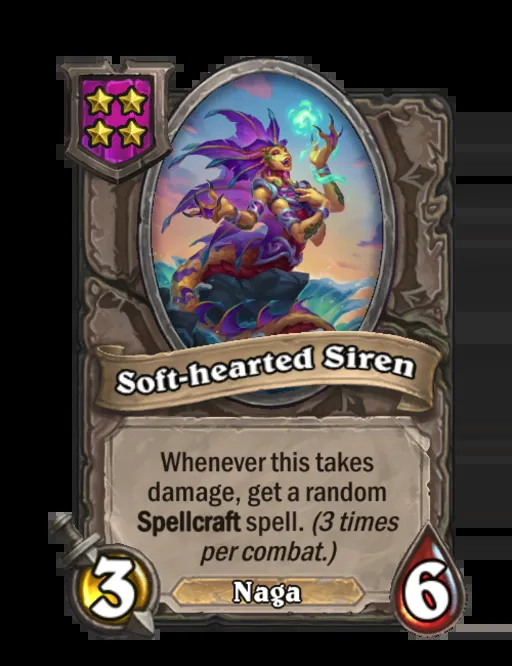 Soft-hearted Siren
Whenever this takes
damage, get a random
Spellcraft spell. (3 times
per combat.)
3
Naga
6